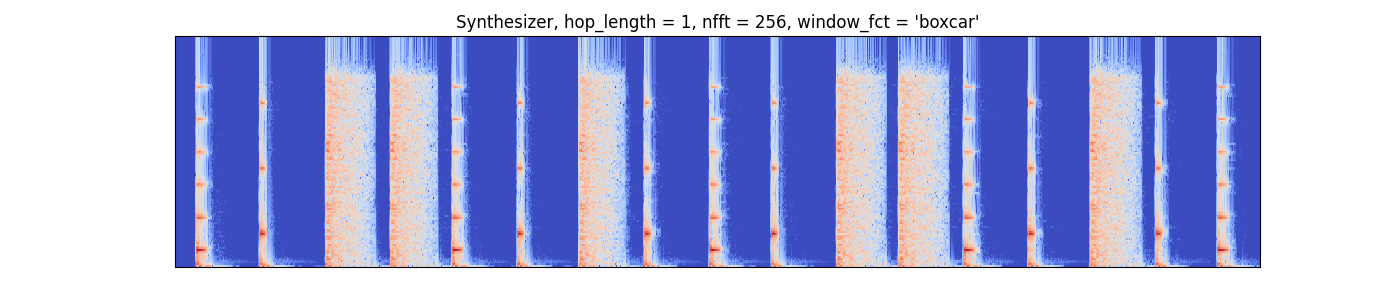 Synthesizer, hop_length = 1, nfft = 256, window_fct = 'boxcar'